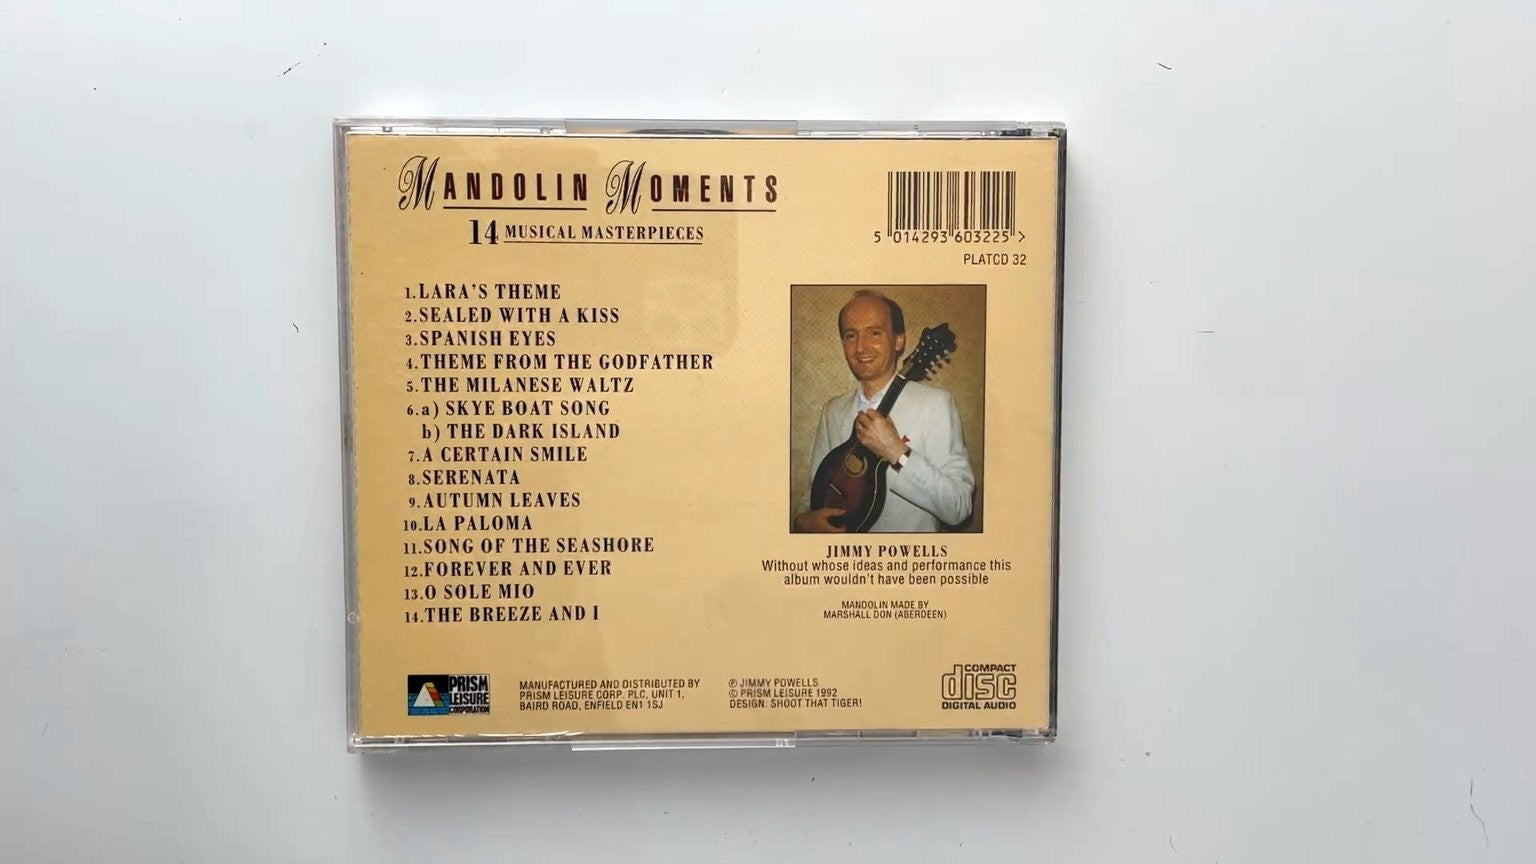 MANDOLIN MOMENTS
14 MUSICAL MASTERPIECES
5 014293 603225 >
PLATCD 32
1. LARA'S THEME
2. SEALED WITH A KISS
3. SPANISH EYES
4. THEME FROM THE GODFATHER
5. THE MILANESE WALTZ
6. a) SKYE BOAT SONG
b) THE DARK ISLAND
7. A CERTAIN SMILE
8. SERENATA
9. AUTUMN LEAVES
10. LA PALOMA
11. SONG OF THE SEASHORE
12. FOREVER AND EVER
13. O SOLE MIO
14. THE BREEZE AND I
JIMMY POWELLS
Without whose ideas and performance this
album wouldn't have been possible
MANDOLIN MADE BY
MARSHALL DON (ABERDEEN)
PRISM
LEISURE
CORPORATION
MANUFACTURED AND DISTRIBUTED BY
PRISM LEISURE CORP. PLC, UNIT 1,
BAIRD ROAD, ENFIELD EN1 1SJ
℗ JIMMY POWELLS
© PRISM LEISURE 1992
DESIGN: SHOOT THAT TIGER!
COMPACT
disc
DIGITAL AUDIO